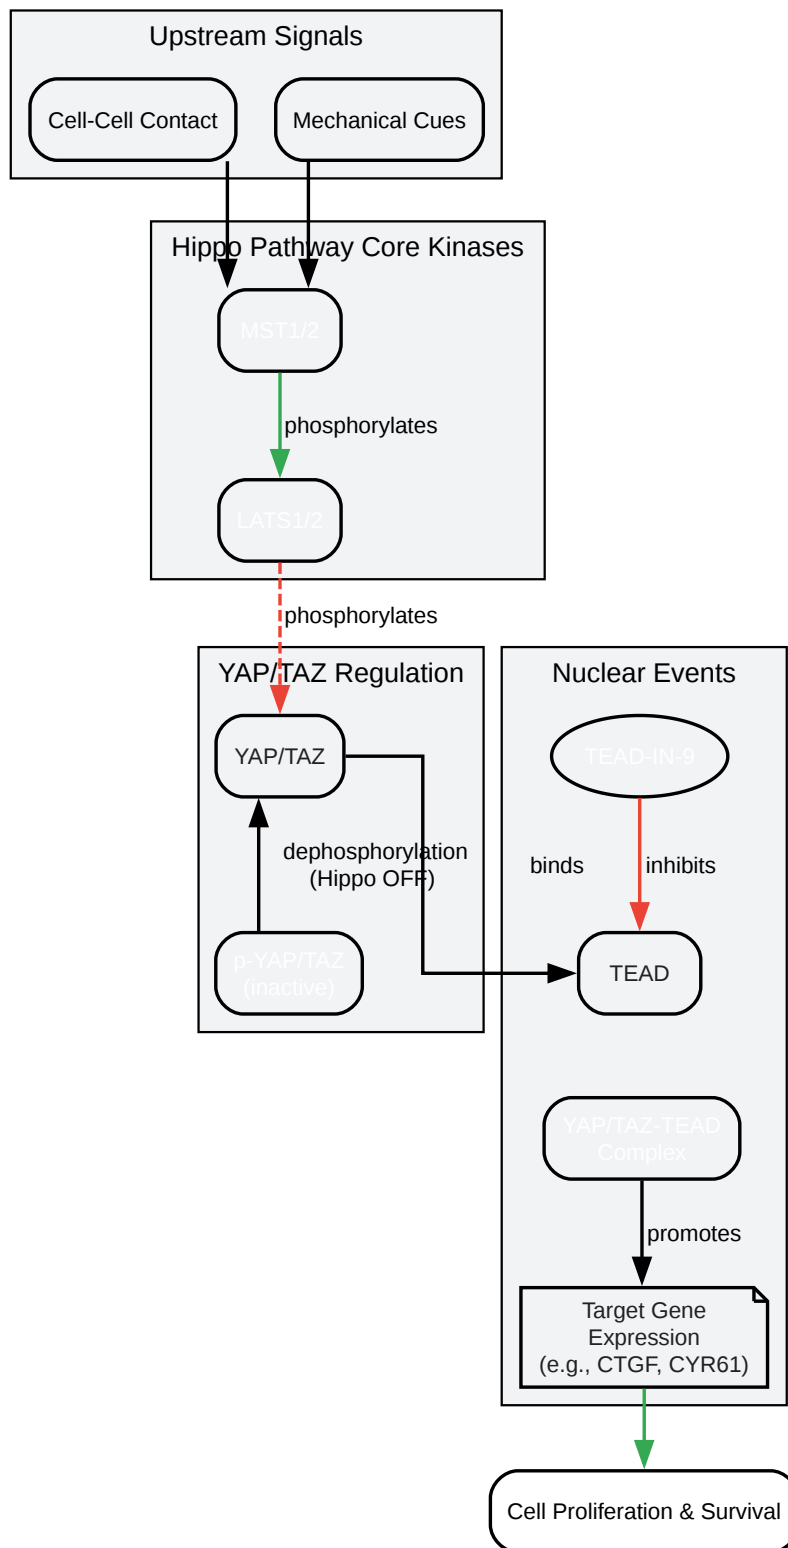 Upstream Signals
Cell-Cell Contact
Mechanical Cues
Hippo Pathway Core Kinases
MST1/2
phosphorylates
LATS1/2
phosphorylates
YAP/TAZ Regulation
YAP/TAZ
dephosphorylation
(Hippo OFF)
p-YAP/TAZ
(inactive)
Nuclear Events
TEAD-IN-9
binds
inhibits
TEAD
YAP/TAZ-TEAD
Complex
promotes
Target Gene
Expression
(e.g., CTGF, CYR61)
Cell Proliferation & Survival